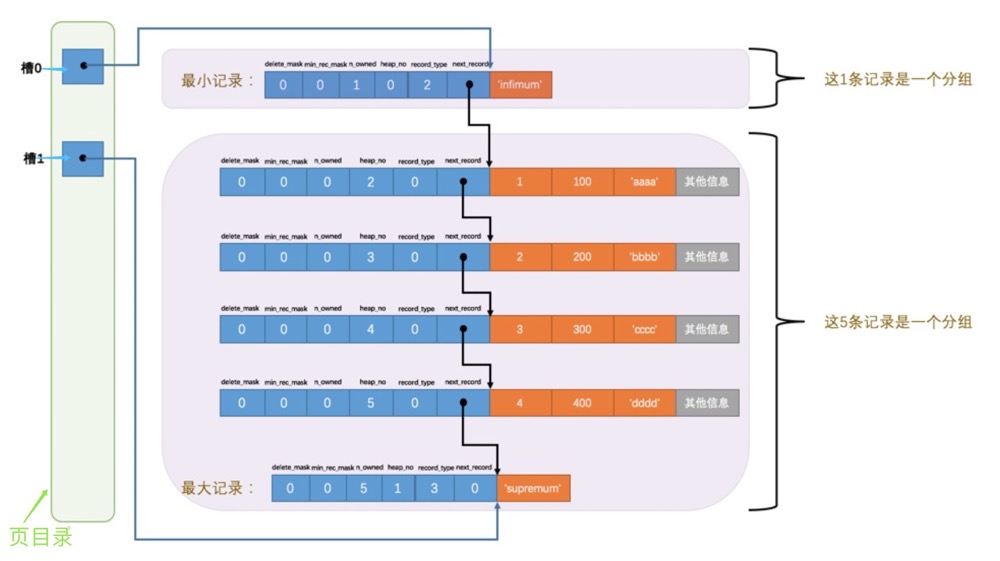 槽0
delete_mask min_rec_mask n_owned heap_no record_type next_record
最小记录： 0 0 1 0 2 'infimum'
这1条记录是一个分组
槽1
delete_mask min_rec_mask n_owned heap_no record_type next_record
0 0 0 2 0 1 100 'aaaa' 其他信息
delete_mask min_rec_mask n_owned heap_no record_type next_record
0 0 0 3 0 2 200 'bbbb' 其他信息
delete_mask min_rec_mask n_owned heap_no record_type next_record
0 0 0 4 0 3 300 'cccc' 其他信息
这5条记录是一个分组
delete_mask min_rec_mask n_owned heap_no record_type next_record
0 0 0 5 0 4 400 'dddd' 其他信息
delete_mask min_rec_mask n_owned heap_no record_type next_record
最大记录： 0 0 5 1 3 0 'supremum'
页目录